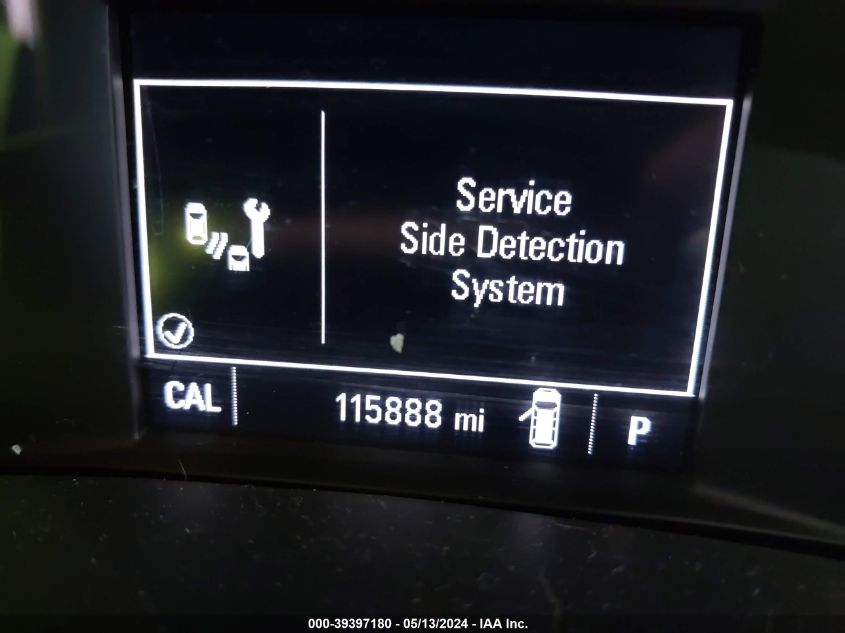 Service
Side Detection
System
CAL 115888 mi P
000-39397180 - 05/13/2024 - IAA Inc.